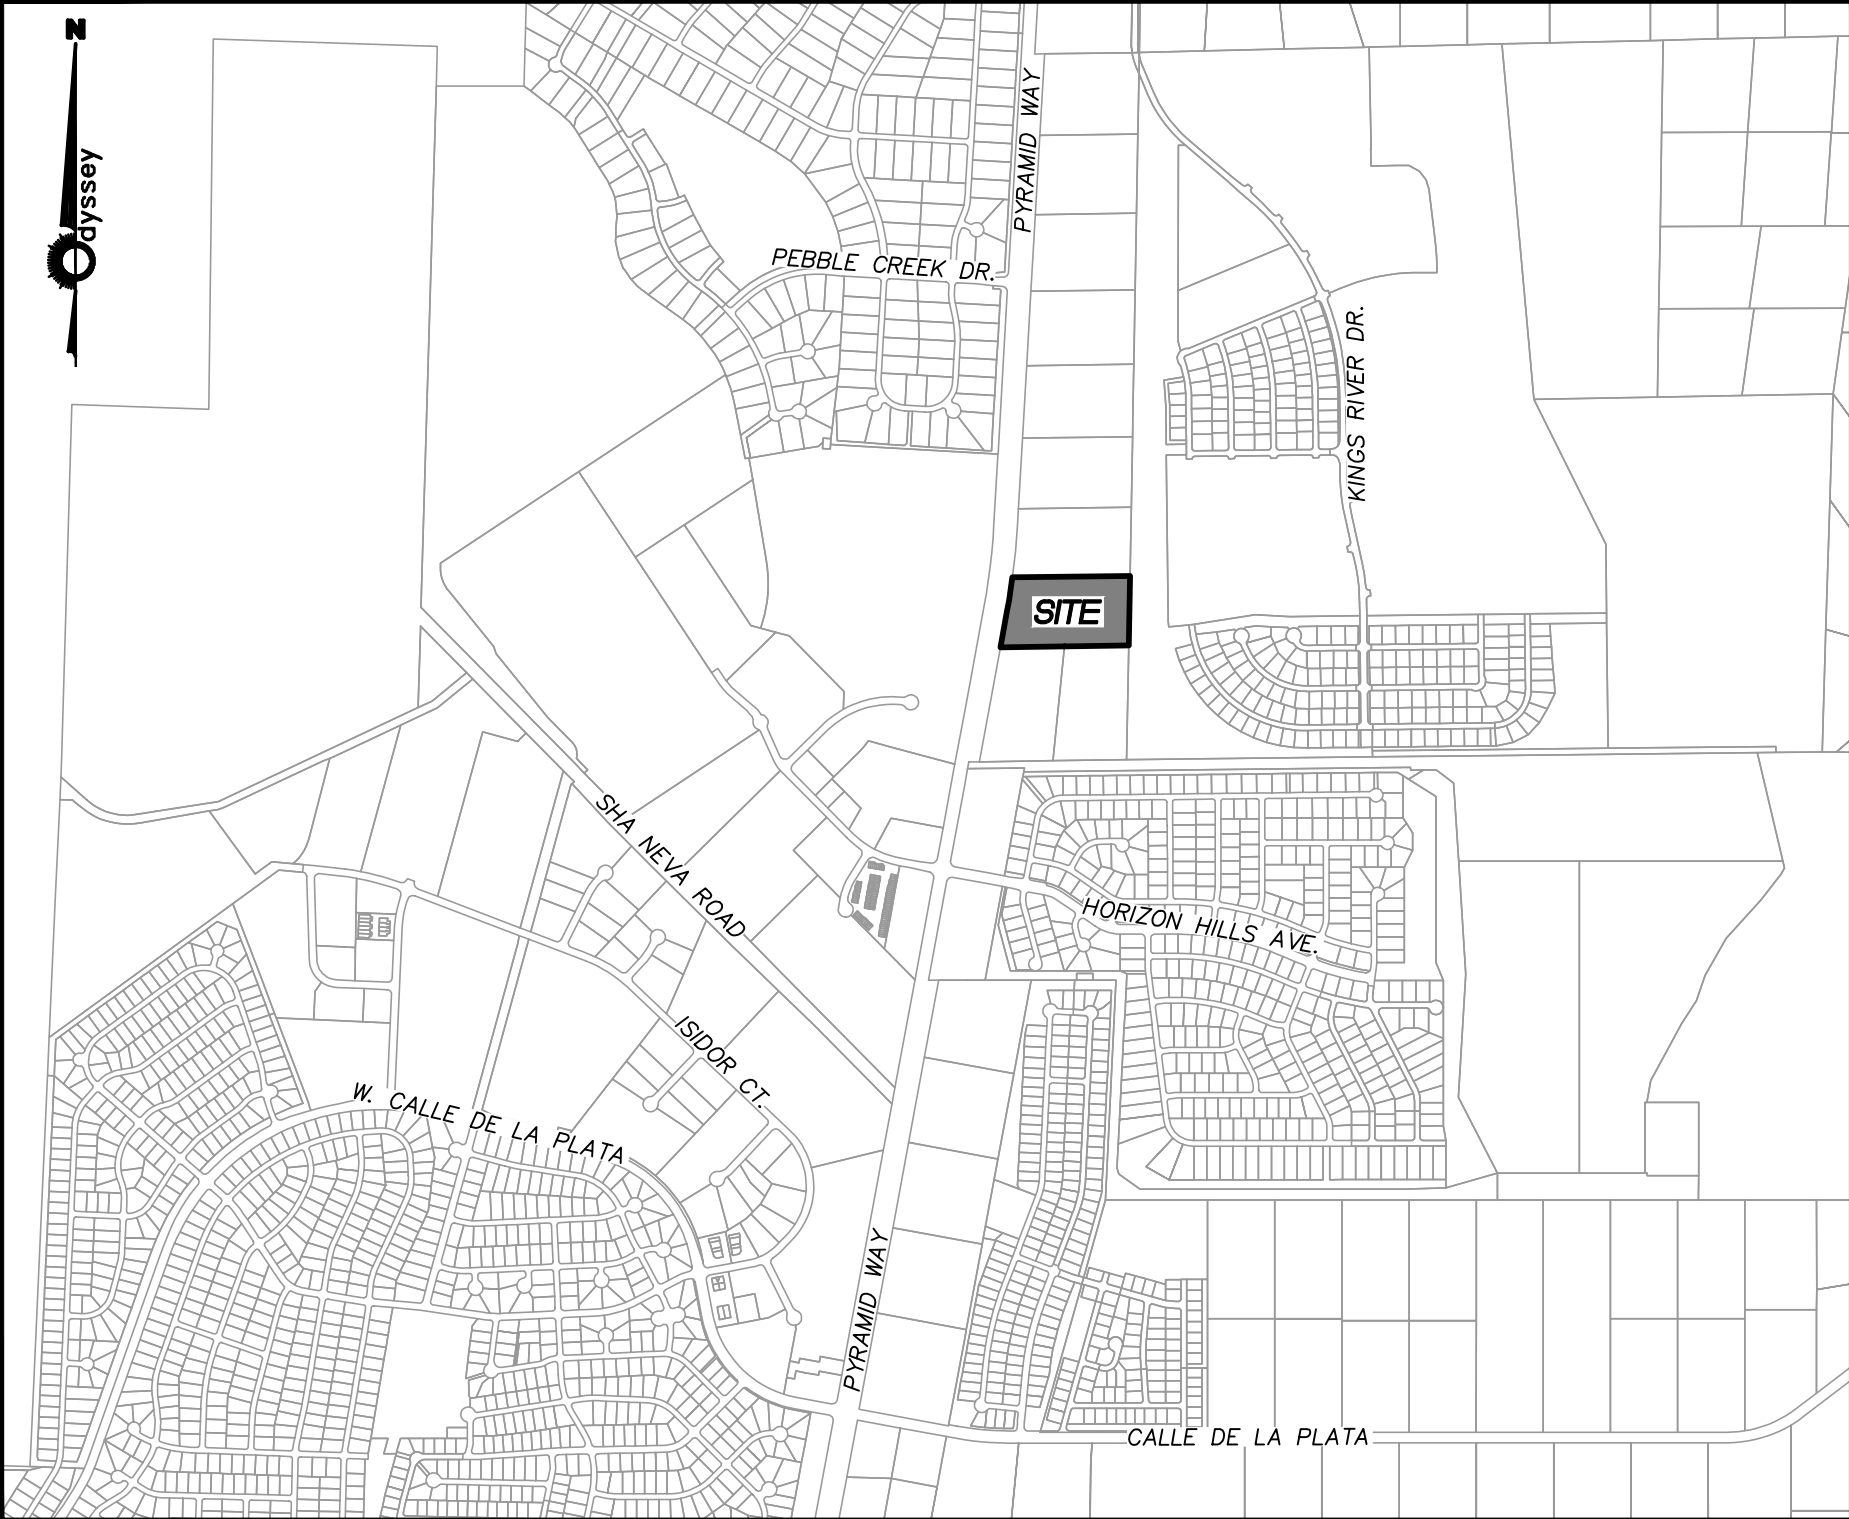 N
Odyssey
PYRAMID WAY
PEBBLE CREEK DR.
KINGS RIVER DR.
SITE
SHA NEVA ROAD
HORIZON HILLS AVE.
ISIDOR CT.
W. CALLE DE LA PLATA
PYRAMID WAY
CALLE DE LA PLATA